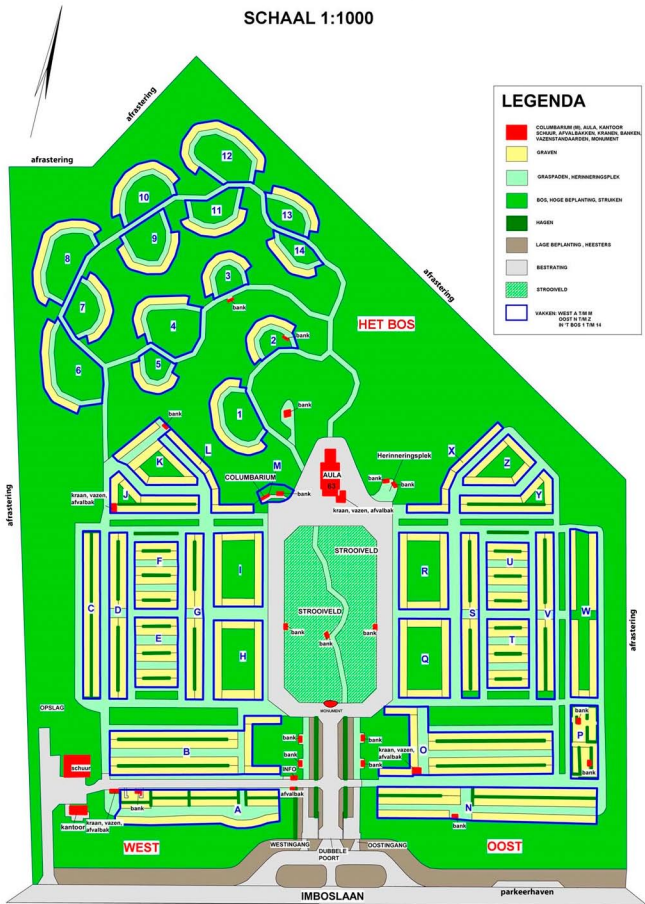 SCHAAL 1:1000
afrastering
afrastering
LEGENDA
COLUMBARIUM (M), AULA, KANTOOR
SCHUUR, AFVALBAKKEN, KRANEN, BANKEN,
VAZENSTANDAARDEN, MONUMENT
GRAVEN
GRASPADEN, HERINNERINGSPLEK
BOS, HOGE BEPLANTING, STRUIKEN
HAGEN
LAGE BEPLANTING , HEESTERS
BESTRATING
STROOIVELD
VAKKEN: WEST A T/M M
OOST N T/M Z
IN 'T BOS 1 T/M 14
12
10
11
13
9
14
8
3
afrastering
7
4
HET BOS
bank
2
bank
5
6
1
bank
bank
L
K
M
COLUMBARIUM
AULA
Herinneringsplek
X
Z
J
kraan, vazen,
afvalbak
bank
bank
bank
kraan, vazen, afvalbak
Y
afrastering
STROOIVELD
F
I
R
U
C
D
G
STROOIVELD
S
V
W
E
bank
bank
bank
T
H
Q
afrastering
OPSLAG
MONUMENT
bank
P
bank
bank
B
bank
bank
kraan, vazen,
afvalbak
O
bank
schuur
INFO
afvalbak
bank
A
N
kraan, vazen,
afvalbak
kantoor
bank
WEST
WESTINGANG
DUBBELE
POORT
OOSTINGANG
OOST
IMBOSLAAN
parkeerhaven